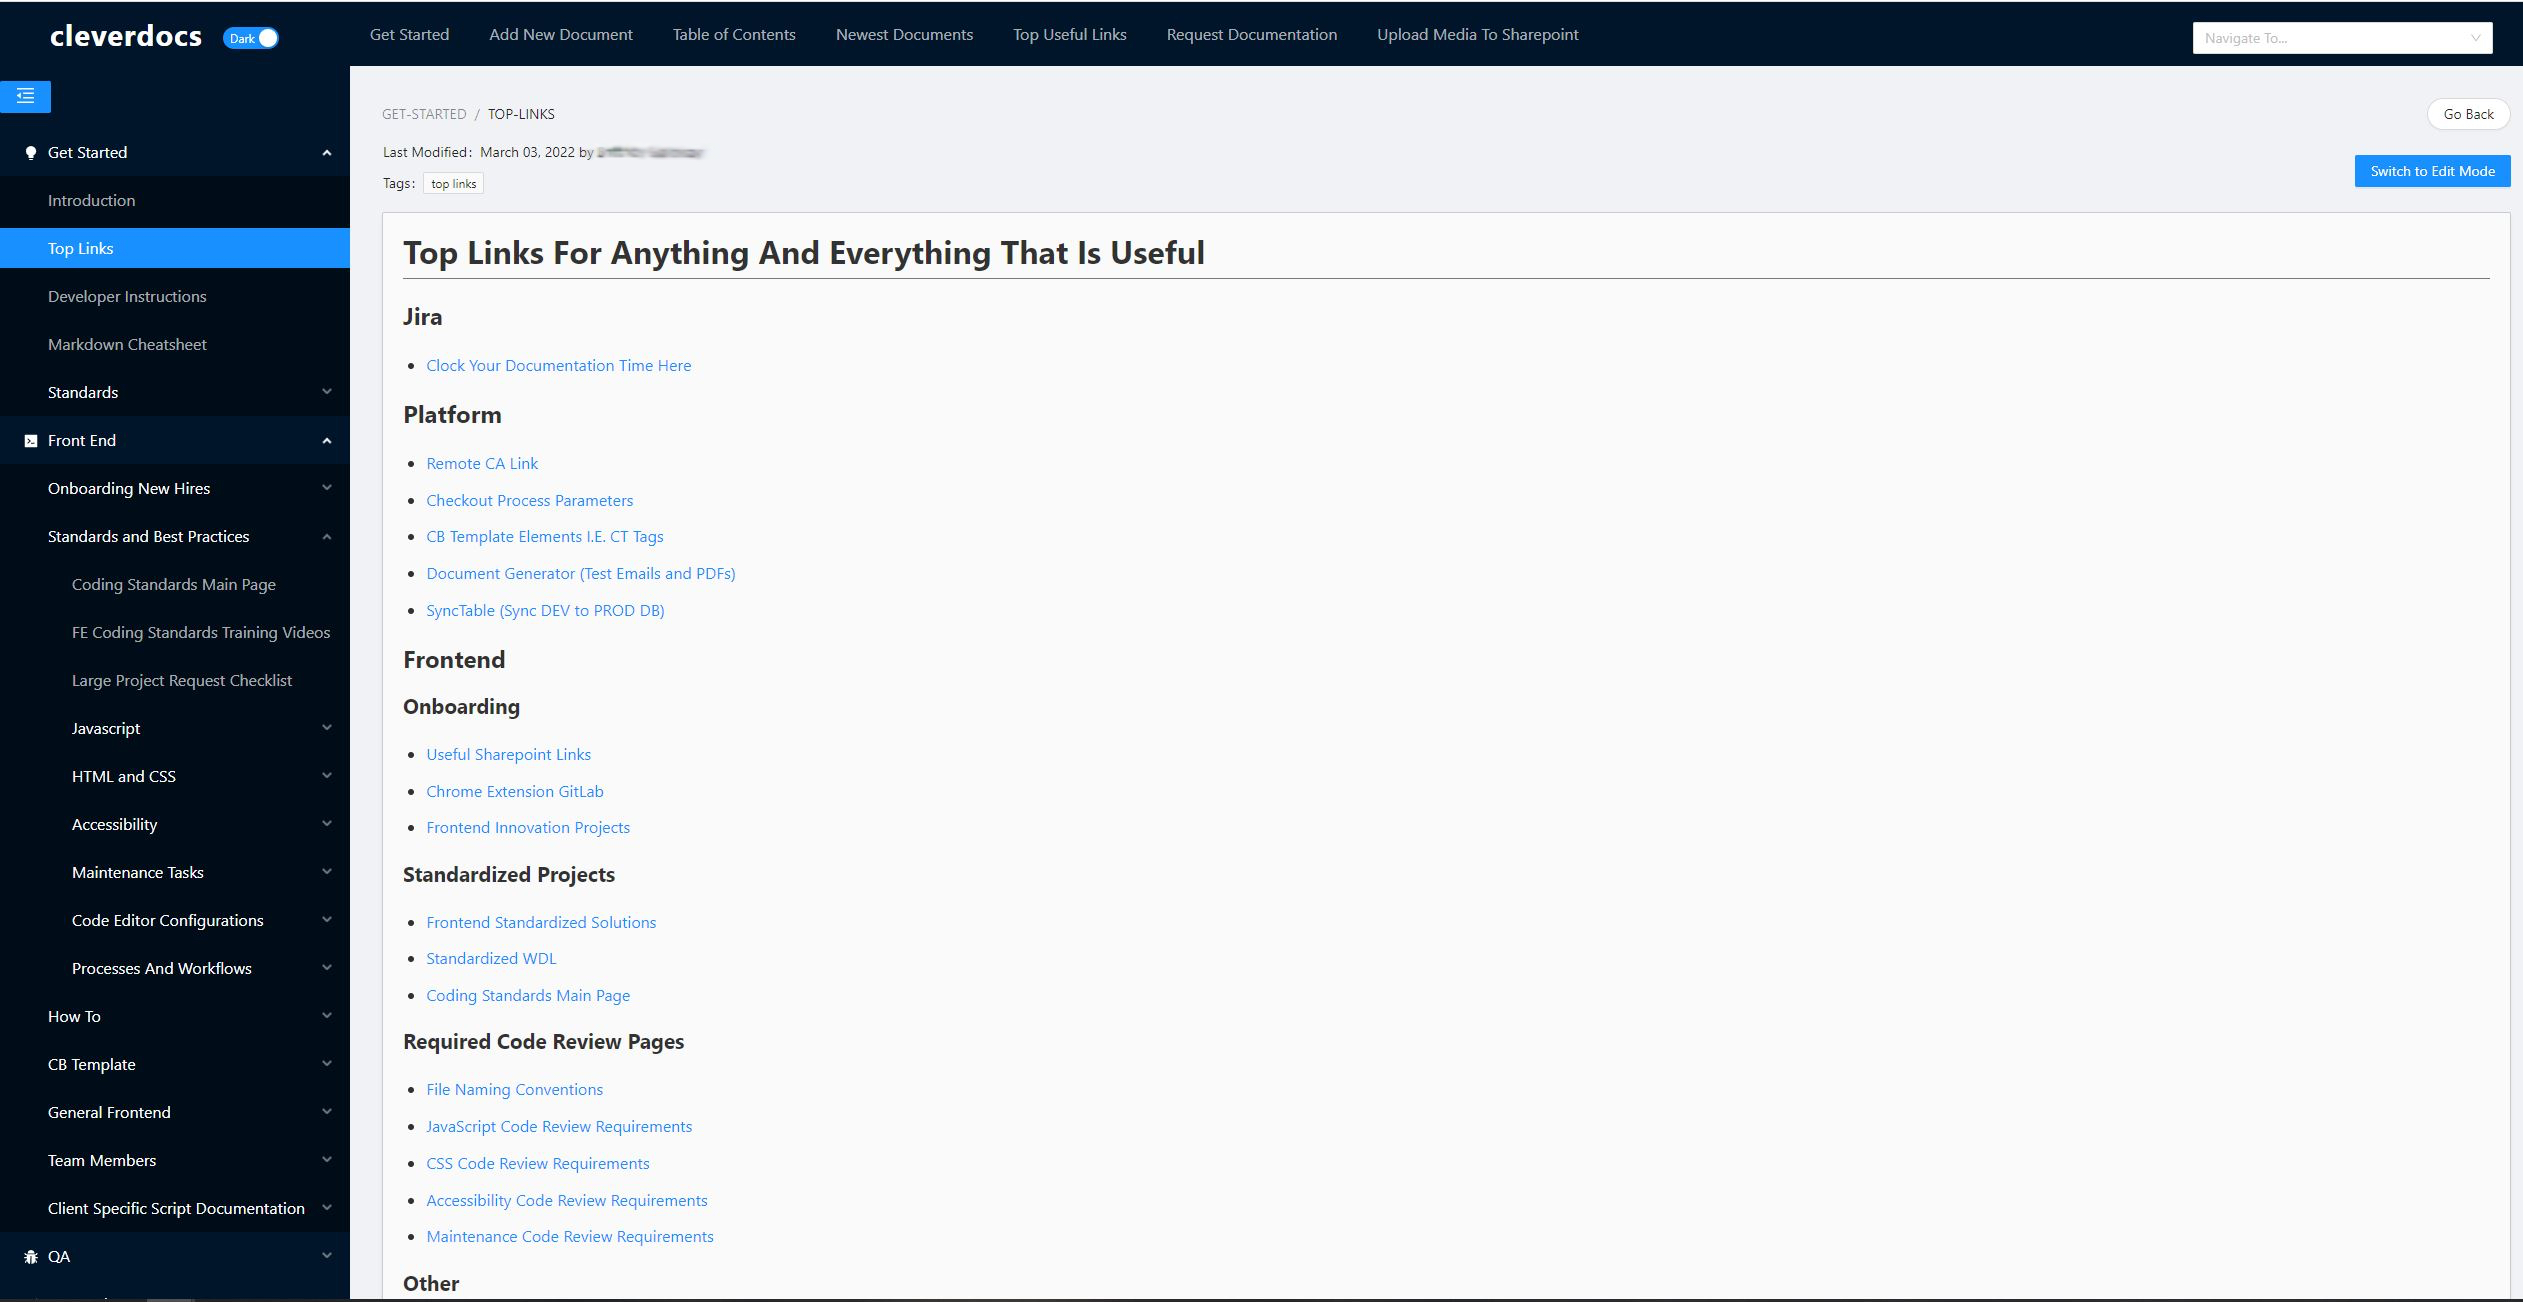 cleverdocs Dark Get Started Add New Document Table of Contents Newest Documents Top Useful Links Request Documentation Upload Media To Sharepoint Navigate To...
Get Started
Introduction
Top Links
Developer Instructions
Markdown Cheatsheet
Standards
Front End
Onboarding New Hires
Standards and Best Practices
Coding Standards Main Page
FE Coding Standards Training Videos
Large Project Request Checklist
Javascript
HTML and CSS
Accessibility
Maintenance Tasks
Code Editor Configurations
Processes And Workflows
How To
CB Template
General Frontend
Team Members
Client Specific Script Documentation
QA
GET-STARTED / TOP-LINKS
Go Back
Last Modified: March 03, 2022 by
Tags: top links
Switch to Edit Mode
Top Links For Anything And Everything That Is Useful
Jira
• Clock Your Documentation Time Here
Platform
• Remote CA Link
• Checkout Process Parameters
• CB Template Elements I.E. CT Tags
• Document Generator (Test Emails and PDFs)
• SyncTable (Sync DEV to PROD DB)
Frontend
Onboarding
• Useful Sharepoint Links
• Chrome Extension GitLab
• Frontend Innovation Projects
Standardized Projects
• Frontend Standardized Solutions
• Standardized WDL
• Coding Standards Main Page
Required Code Review Pages
• File Naming Conventions
• JavaScript Code Review Requirements
• CSS Code Review Requirements
• Accessibility Code Review Requirements
• Maintenance Code Review Requirements
Other